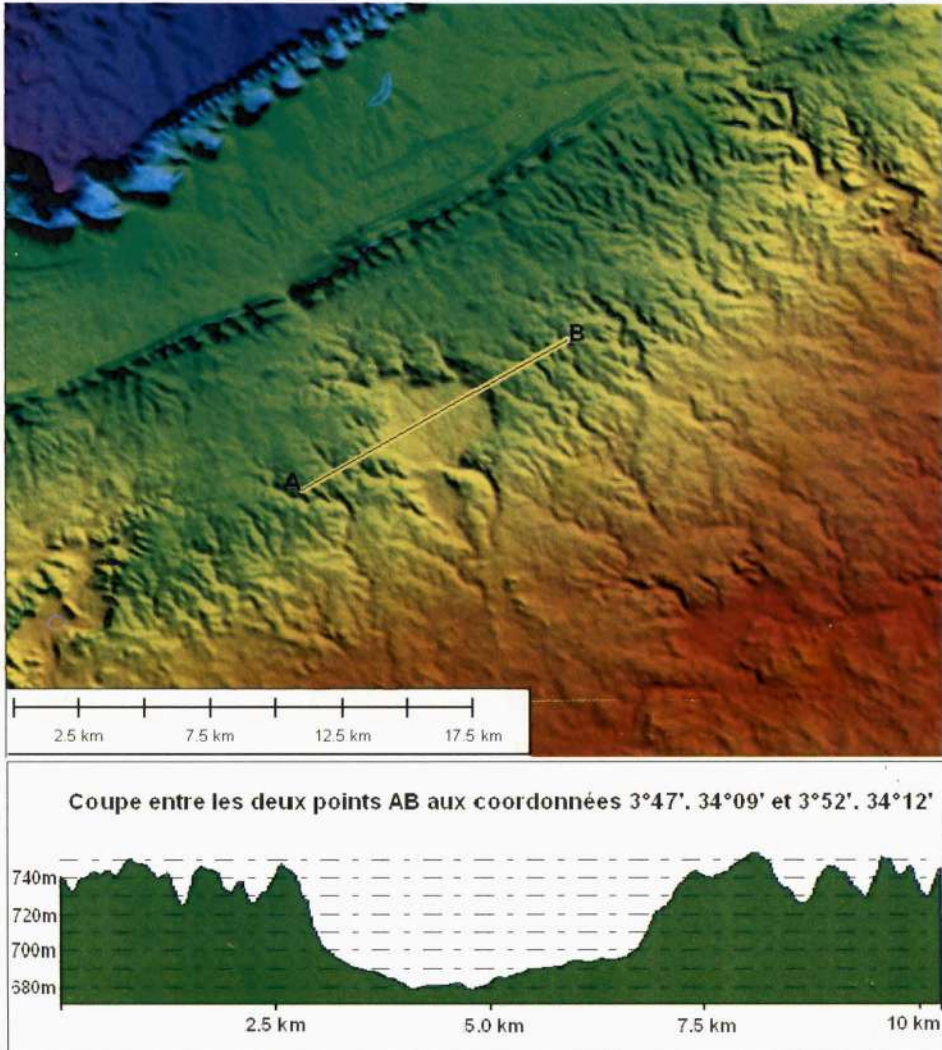 B
A
2.5 km 7.5 km 12.5 km 17.5 km
Coupe entre les deux points AB aux coordonnées 3°47'. 34°09' et 3°52'. 34°12'
740m
720m
700m
680m
2.5 km 5.0 km 7.5 km 10 km